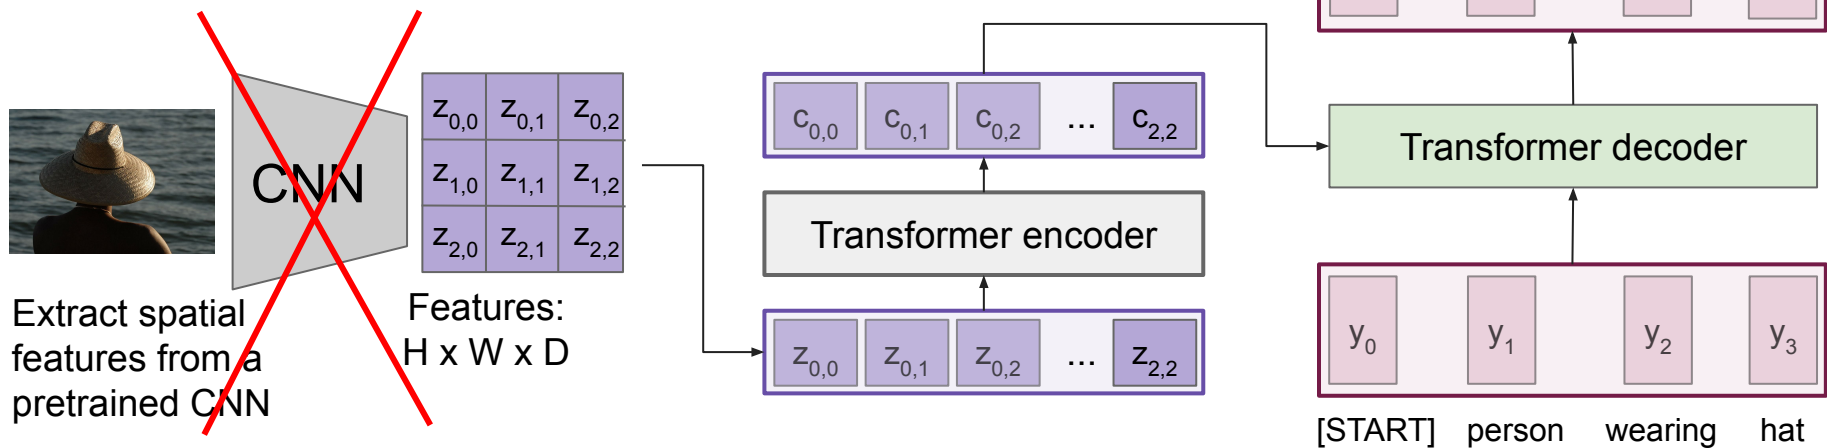 CNN
Extract spatial
features from a
pretrained CNN
z0,0 z0,1 z0,2
z1,0 z1,1 z1,2
z2,0 z2,1 z2,2
Features:
H x W x D
c0,0 c0,1 c0,2 ... c2,2
Transformer encoder
z0,0 z0,1 z0,2 ... z2,2
Transformer decoder
y0 y1 y2 y3
[START] person wearing hat